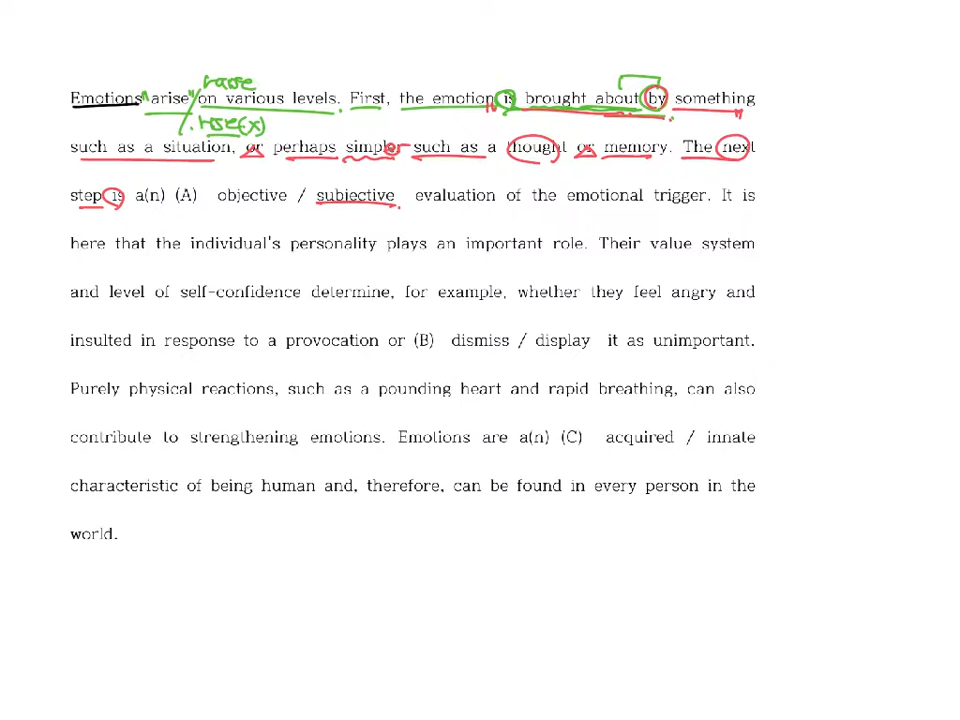 raise
Emotions arise on various levels. First, the emotion is brought about by something
rise(x)
such as a situation, or perhaps simpler such as a thought or memory. The next
step is a(n) (A) objective / subjective evaluation of the emotional trigger. It is
here that the individual's personality plays an important role. Their value system
and level of self-confidence determine, for example, whether they feel angry and
insulted in response to a provocation or (B) dismiss / display it as unimportant.
Purely physical reactions, such as a pounding heart and rapid breathing, can also
contribute to strengthening emotions. Emotions are a(n) (C) acquired / innate
characteristic of being human and, therefore, can be found in every person in the
world.